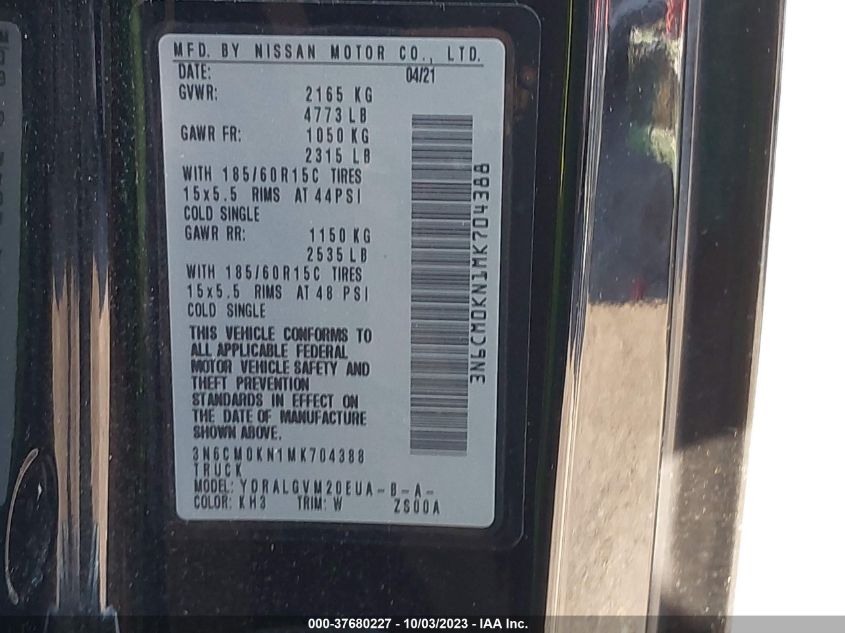 MFD. BY NISSAN MOTOR CO., LTD.
DATE: 04/21
GVWR: 2165 KG
4773 LB
GAWR FR: 1050 KG
2315 LB
WITH 185/60R15C TIRES
15x5.5 RIMS AT 44PSI
COLD SINGLE
GAWR RR: 1150 KG
2535 LB
WITH 185/60R15C TIRES
15x5.5 RIMS AT 48 PSI
COLD SINGLE
THIS VEHICLE CONFORMS TO
ALL APPLICABLE FEDERAL
MOTOR VEHICLE SAFETY AND
THEFT PREVENTION
STANDARDS IN EFFECT ON
THE DATE OF MANUFACTURE
SHOWN ABOVE.
3N6CM0KN1MK704388
TRUCK
MODEL: YDRALGVM20EUA-B-A-
COLOR: KH3 TRIM: W ZS00A
3N6CM0KN1MK704388
000-37680227 - 10/03/2023 - IAA Inc.